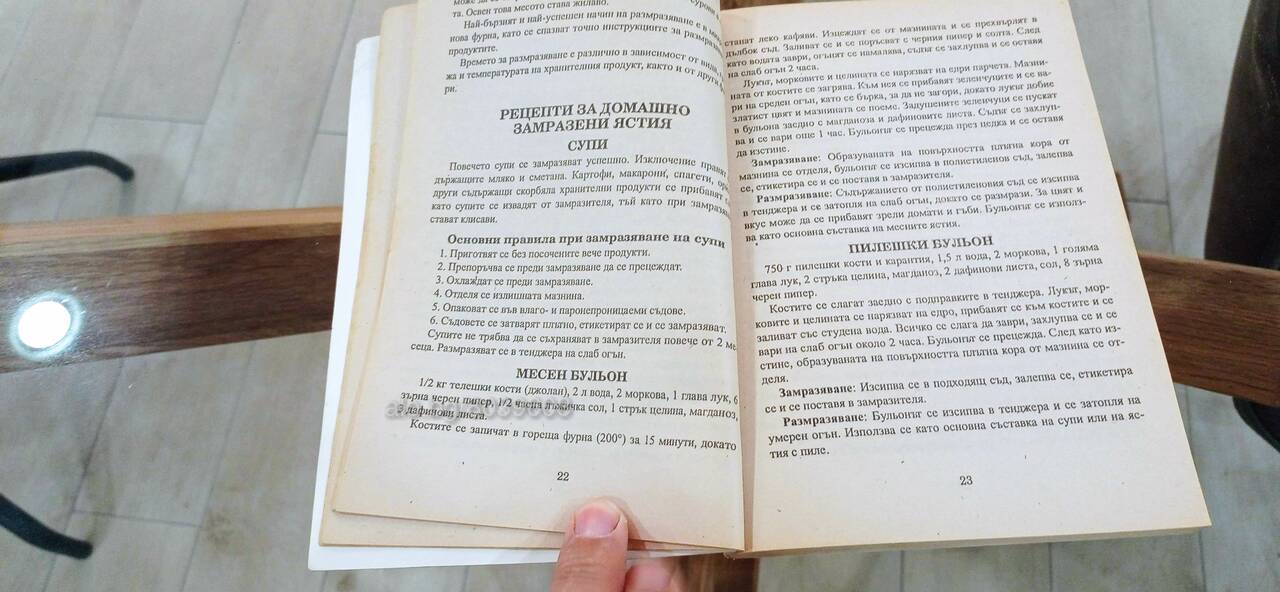 та. Освен това месото става жилаво.
Най-бързият и най-успешен начин на размразяване е в
нова фурна, като се спазват точно инструкциите за
продуктите.
Времето за размразяване е различно в зависимост от
жа и температурата на хранителния продукт, както и от
ри.
РЕЦЕПТИ ЗА ДОМАШНО
ЗАМРАЗЕНИ ЯСТИЯ
СУПИ
Повечето супи се замразяват успешно. Изключение
държащите мляко и сметана. Картофи, макарони, спагети,
други съдържащи скорбяла хранителни продукти се прибавят
като супите се извадят от замразителя, тъй като при
стават клисави.
Основни правила при замразяване на супи
1. Приготвят се без посочените вече продукти.
2. Препоръчва се преди замразяване да се прецеждат.
3. Охлаждат се преди замразяване.
4. Отделя се излишната мазнина.
5. Опаковат се във влаго- и паронепроницаеми съдове.
6. Съдовете се затварят плътно, етикетират се и се замразяват.
Супите не трябва да се съхраняват в замразителя повече от 2 ме-
сеца. Размразяват се в тенджера на слаб огън.
МЕСЕН БУЛЬОН
1/2 кг телешки кости (джолан), 2 л вода, 2 моркова, 1 глава лук, 6
зърна черен пипер, 1/2 чаена лъжичка сол, 1 стрък целина, магданоз,
дафинови листа.
Костите се запичат в гореща фурна (200°) за 15 минути, докато
22
станат леко кафяви. Изцеждат се от мазнината и се прехвърлят в
дълбок съд. Заливат се и се поръсват с черния пипер и солта. След
като водата заври, огънят се намалява, съдът се захлупва и се оставя
на слаб огън 2 часа.
Лукът, морковите и целината се нарязват на едри парчета. Мазни-
ната от костите се загрява. Към нея се прибавят зеленчуците и се ва-
ри на среден огън, като се бърка, за да не загори, докато лукът добие
златист цвят и мазнината се поеме. Задушените зеленчуци се пускат
в бульона заедно с магданоза и дафиновите листа. Съдът се захлуп-
ва и се вари още 1 час. Бульонът се прецежда през цедка и се оставя
да изстине.
Замразяване: Образуваната на повърхността плътна кора от
мазнина се отделя, бульонът се изсипва в полиетиленов съд, залепва
се, етикетира се и се поставя в замразителя.
Размразяване: Съдържанието от полиетиленовия съд се изсипва
в тенджера и се затопля на слаб огън, докато се размрази. За цвят и
вкус може да се прибавят зрели домати и гъби. Бульонът се използ-
ва като основна съставка на месните ястия.
ПИЛЕШКИ БУЛЬОН
750 г пилешки кости и карантия, 1,5 л вода, 2 моркова, 1 голяма
глава лук, 2 стръка целина, магданоз, 2 дафинови листа, сол, 8 зърна
черен пипер.
Костите се слагат заедно с подправките в тенджера. Лукът, мор-
ковите и целината се нарязват на едро, прибавят се към костите и се
заливат със студена вода. Всичко се слага да заври, захлупва се и се
вари на слаб огън около 2 часа. Бульонът се прецежда. След като из-
стине, образуваната на повърхността плътна кора от мазнина се от-
деля.
Замразяване: Изсипва се в подходящ съд, залепва се, етикетира
се и се поставя в замразителя.
Размразяване: Бульонът се изсипва в тенджера и се затопля на
умерен огън. Използва се като основна съставка на супи или на яс-
тия с пиле.
23